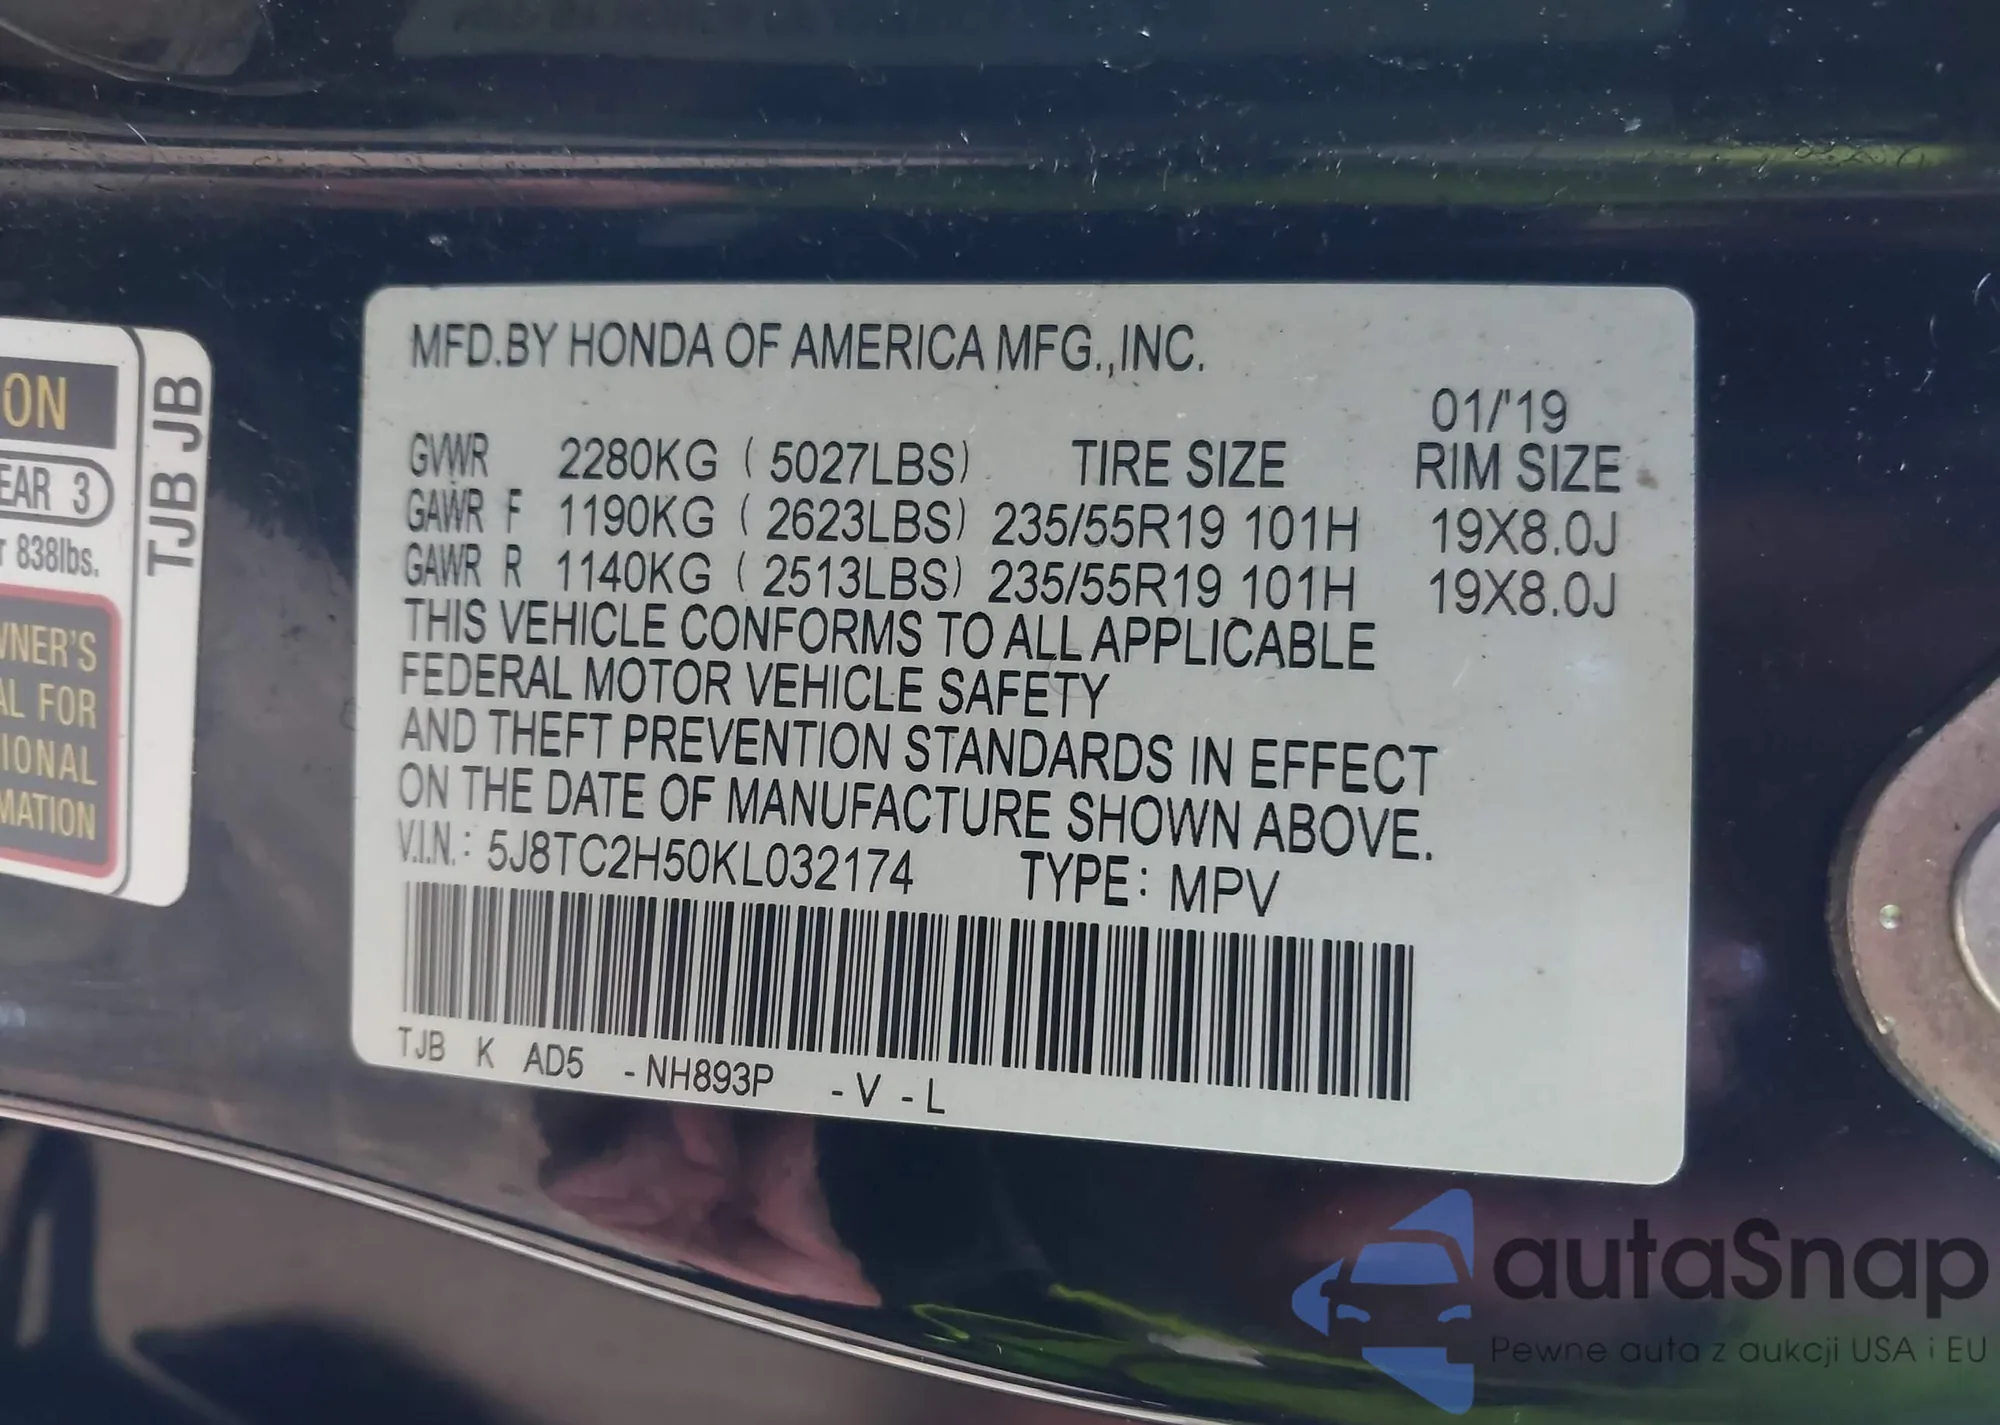 ON
EAR 3
838lbs.
WNER'S
AL FOR
IONAL
MATION
TJB JB
MFD.BY HONDA OF AMERICA MFG.,INC.
01/'19
GVWR 2280KG ( 5027LBS) TIRE SIZE RIM SIZE
GAWR F 1190KG ( 2623LBS) 235/55R19 101H 19X8.0J
GAWR R 1140KG ( 2513LBS) 235/55R19 101H 19X8.0J
THIS VEHICLE CONFORMS TO ALL APPLICABLE
FEDERAL MOTOR VEHICLE SAFETY
AND THEFT PREVENTION STANDARDS IN EFFECT
ON THE DATE OF MANUFACTURE SHOWN ABOVE.
V.I.N.: 5J8TC2H50KL032174 TYPE: MPV
TJB K AD5 -NH893P -V -L
autaSnap
Pewne auta z aukcji USA i EU